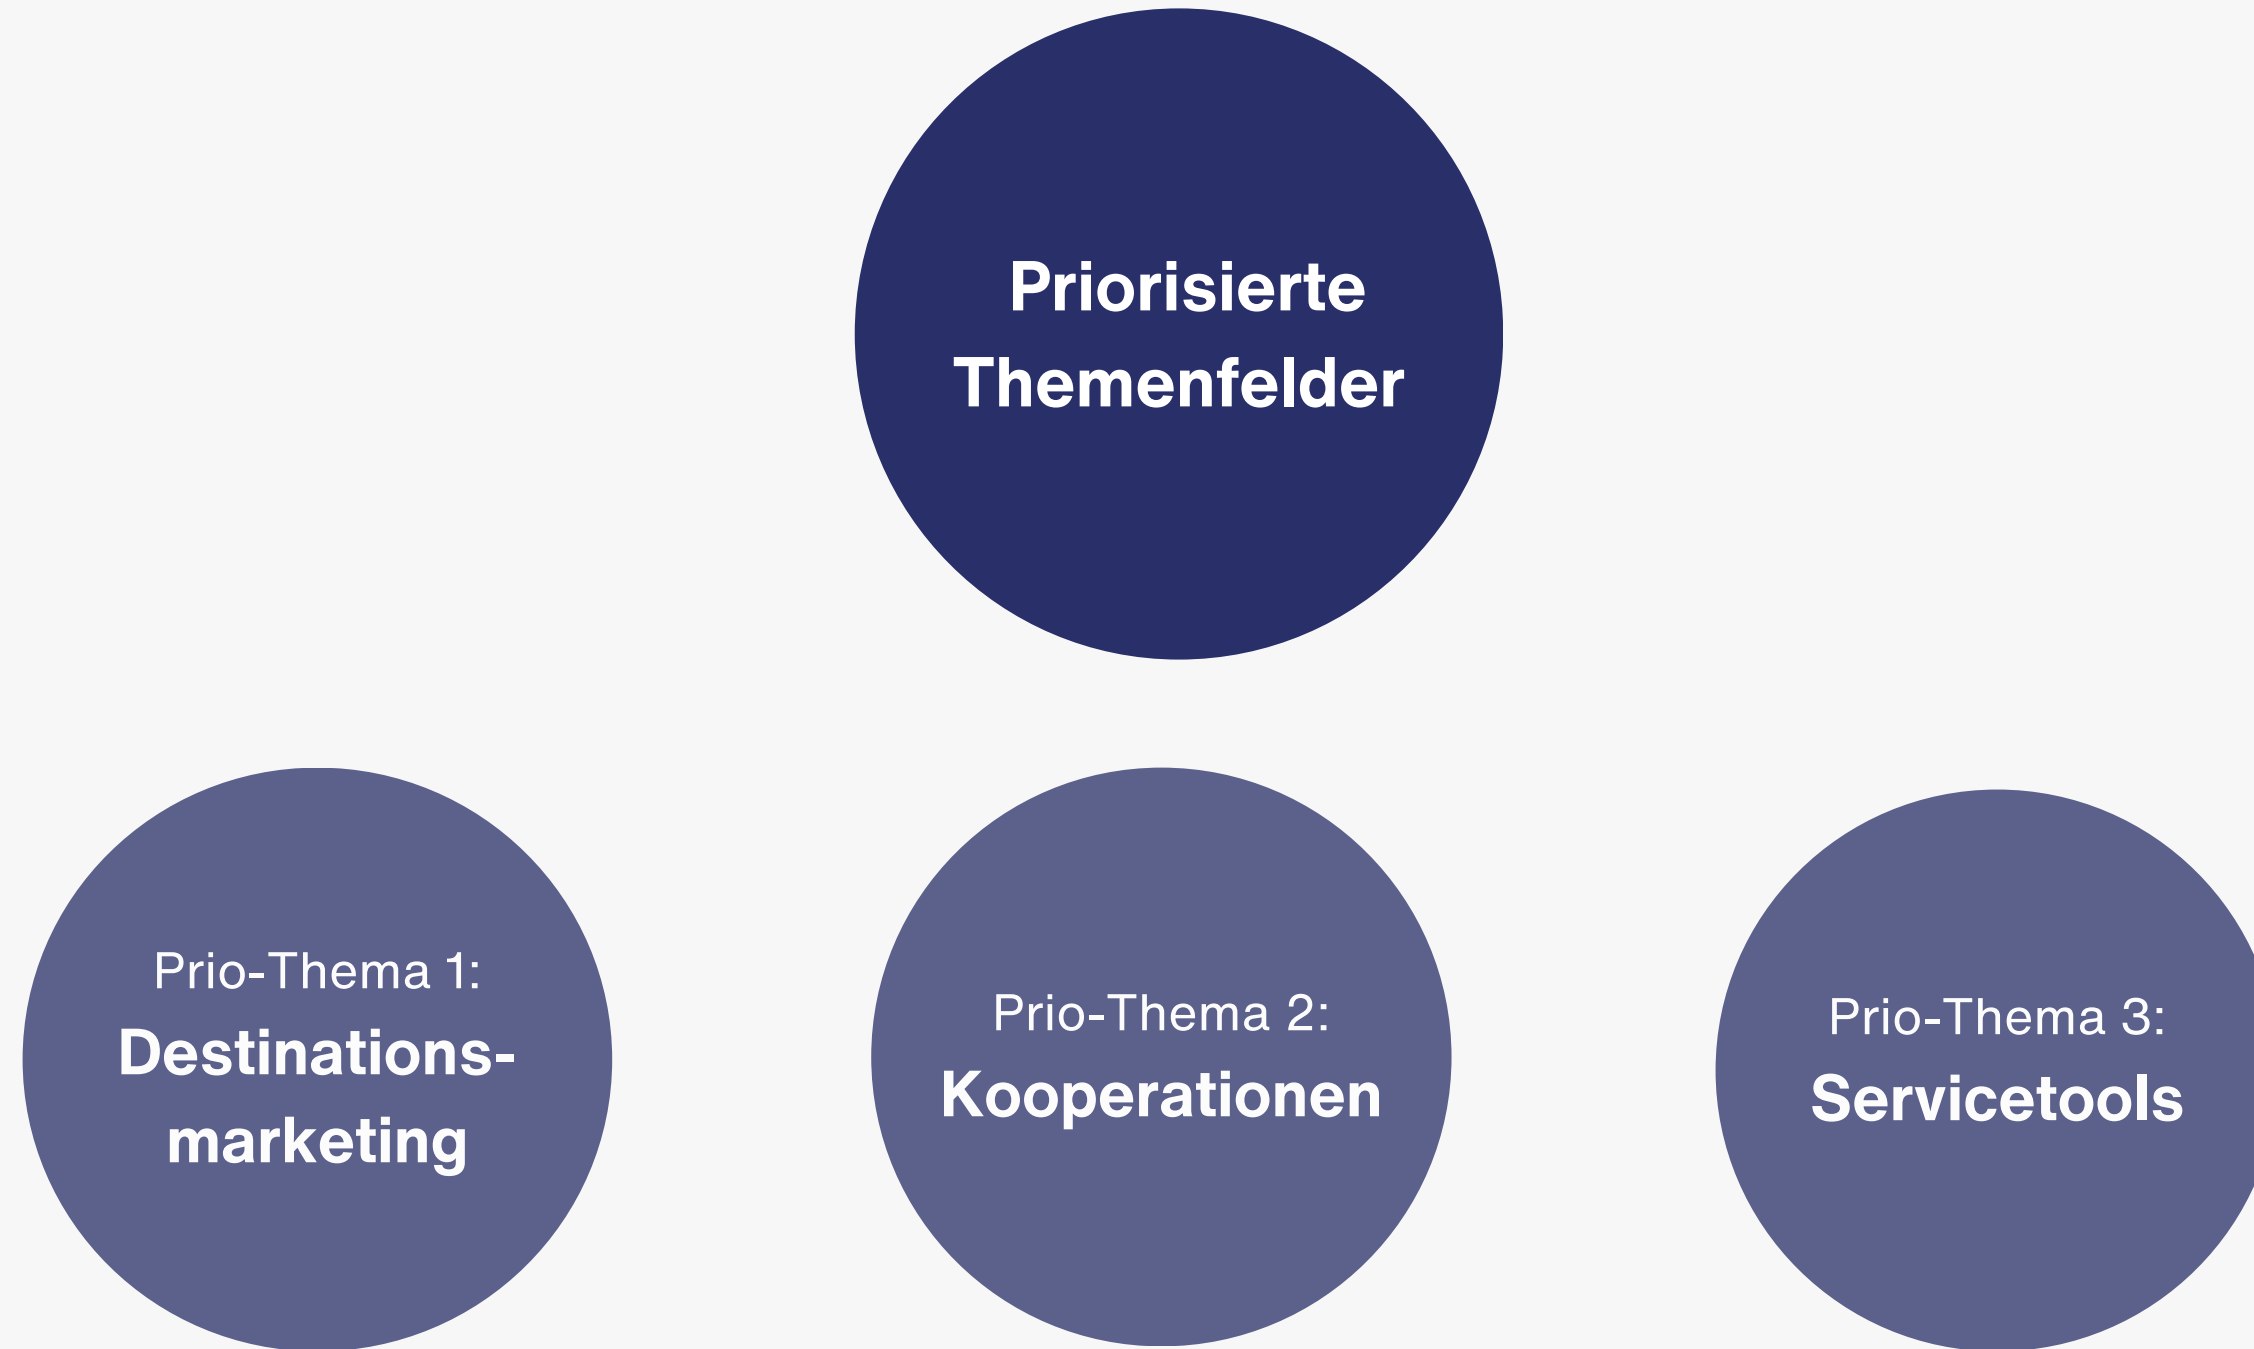 Priorisierte
Themenfelder
Prio-Thema 1:
Destinations-
marketing
Prio-Thema 2:
Kooperationen
Prio-Thema 3:
Servicetools